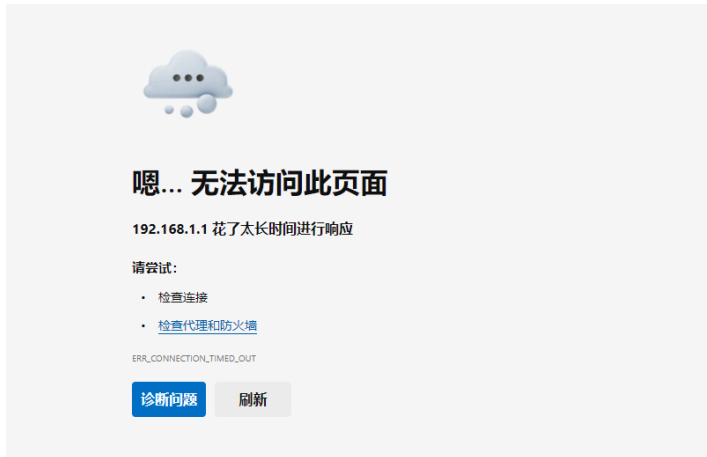 嗯... 无法访问此页面
192.168.1.1 花了太长时间进行响应
请尝试：
• 检查连接
• 检查代理和防火墙
ERR_CONNECTION_TIMED_OUT
诊断问题 刷新